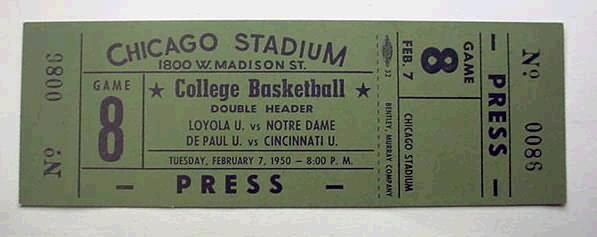 Nº 0086
CHICAGO STADIUM
1800 W. MADISON ST.
GAME
8
★ College Basketball ★
DOUBLE HEADER
LOYOLA U. vs NOTRE DAME
DE PAUL U. vs CINCINNATI U.
TUESDAY, FEBRUARY 7, 1950 — 8:00 P. M.
— PRESS —
32
BENTLEY, MURRAY COMPANY
FEB. 7
CHICAGO STADIUM
GAME
8
— PRESS —
Nº 0086